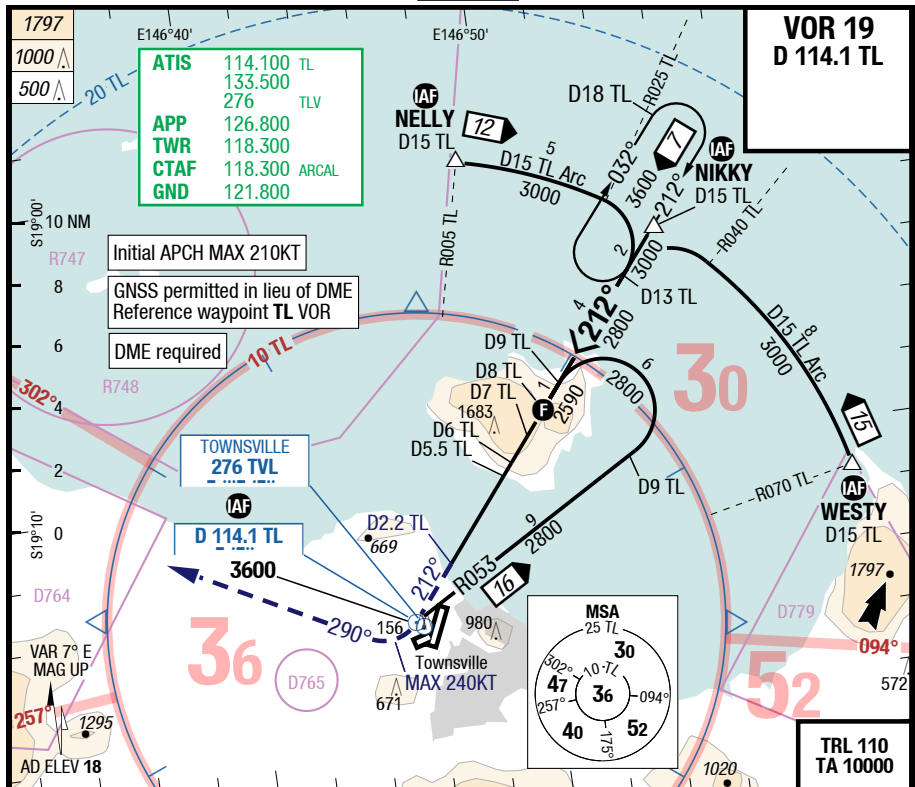 1797
1000
500
E146°40'
E146°50'
VOR 19
D 114.1 TL
ATIS 114.100 TL
133.500
276 TLV
APP 126.800
TWR 118.300
CTAF 118.300 ARCAL
GND 121.800
20 TL
IAF
NELLY
D15 TL
12
5
D15 TL Arc
3000
D18 TL
R025 TL
032°
7
3600
212°
IAF
NIKKY
D15 TL
R040 TL
S19°00'
10 NM
R747
Initial APCH MAX 210KT
GNSS permitted in lieu of DME
Reference waypoint TL VOR
DME required
R748
R005 TL
2
3000
D13 TL
4
212°
2800
8
D15 TL Arc
3000
8
6
4
2
0
10 TL
302°
D9 TL
D8 TL
D7 TL
1683
D6 TL
D5.5 TL
1
F
2590
6
2800
30
15
D9 TL
R070 TL
IAF
WESTY
D15 TL
TOWNSVILLE
276 TVL
IAF
D 114.1 TL
S19°10'
D2.2 TL
669
9
2800
3600
212°
R053
16
1797
D764
290°
156
980
D779
36
Townsville
MAX 240KT
D765
671
MSA
25 TL
30
302°
10 TL
47
36
094°
257°
40
175°
52
094°
572
52
VAR 7° E
MAG UP
257°
1295
AD ELEV 18
1020
TRL 110
TA 10000